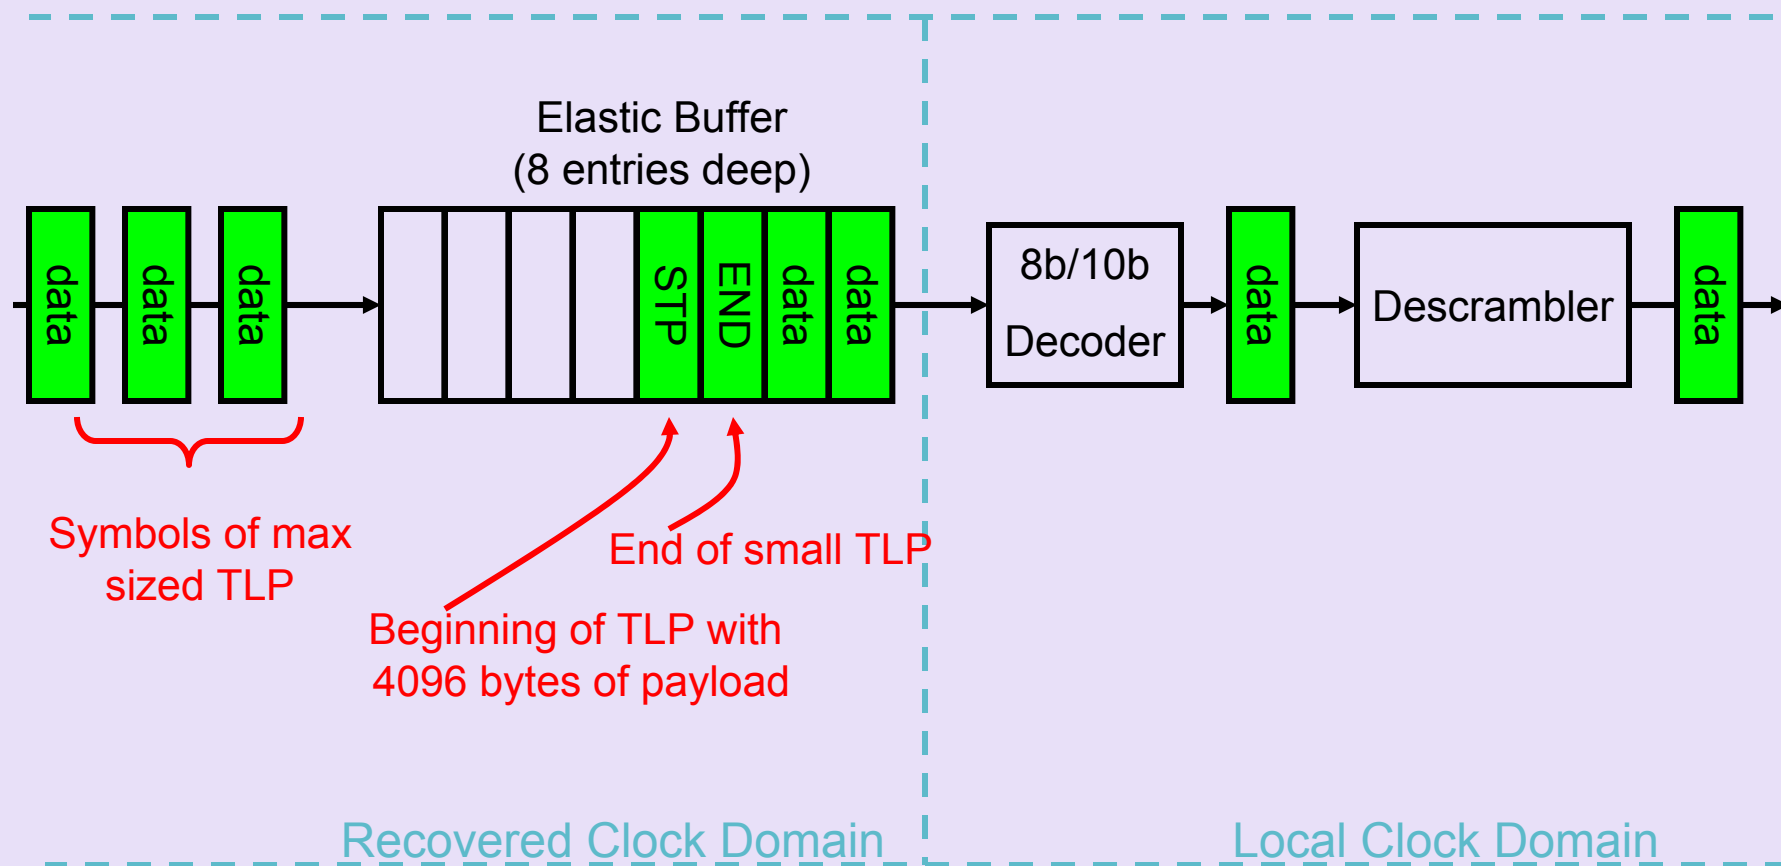 Elastic Buffer
(8 entries deep)
data
data
data
STP
END
data
data
8b/10b
Decoder
data
Descrambler
data
Symbols of max
sized TLP
End of small TLP
Beginning of TLP with
4096 bytes of payload
Recovered Clock Domain
Local Clock Domain